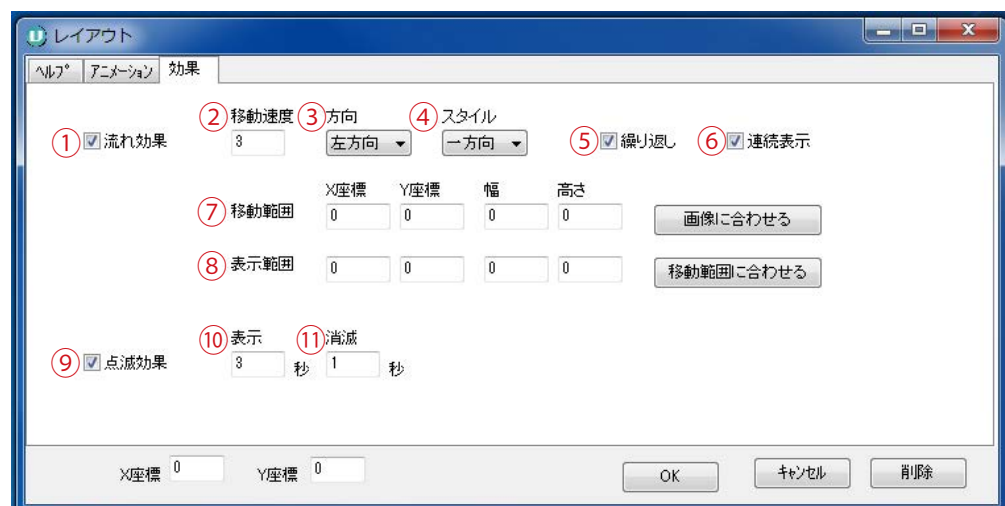 レイアウト
ヘルプ アニメーション 効果
② 移動速度 ③ 方向 ④ スタイル
① 流れ効果 3 左方向 一方向 ⑤ 繰り返し ⑥ 連続表示
X座標 Y座標 幅 高さ
⑦ 移動範囲 0 0 0 0 画像に合わせる
⑧ 表示範囲 0 0 0 0 移動範囲に合わせる
⑩ 表示 ⑪ 消滅
⑨ 点滅効果 3 秒 1 秒
X座標 0 Y座標 0 OK キャンセル 削除